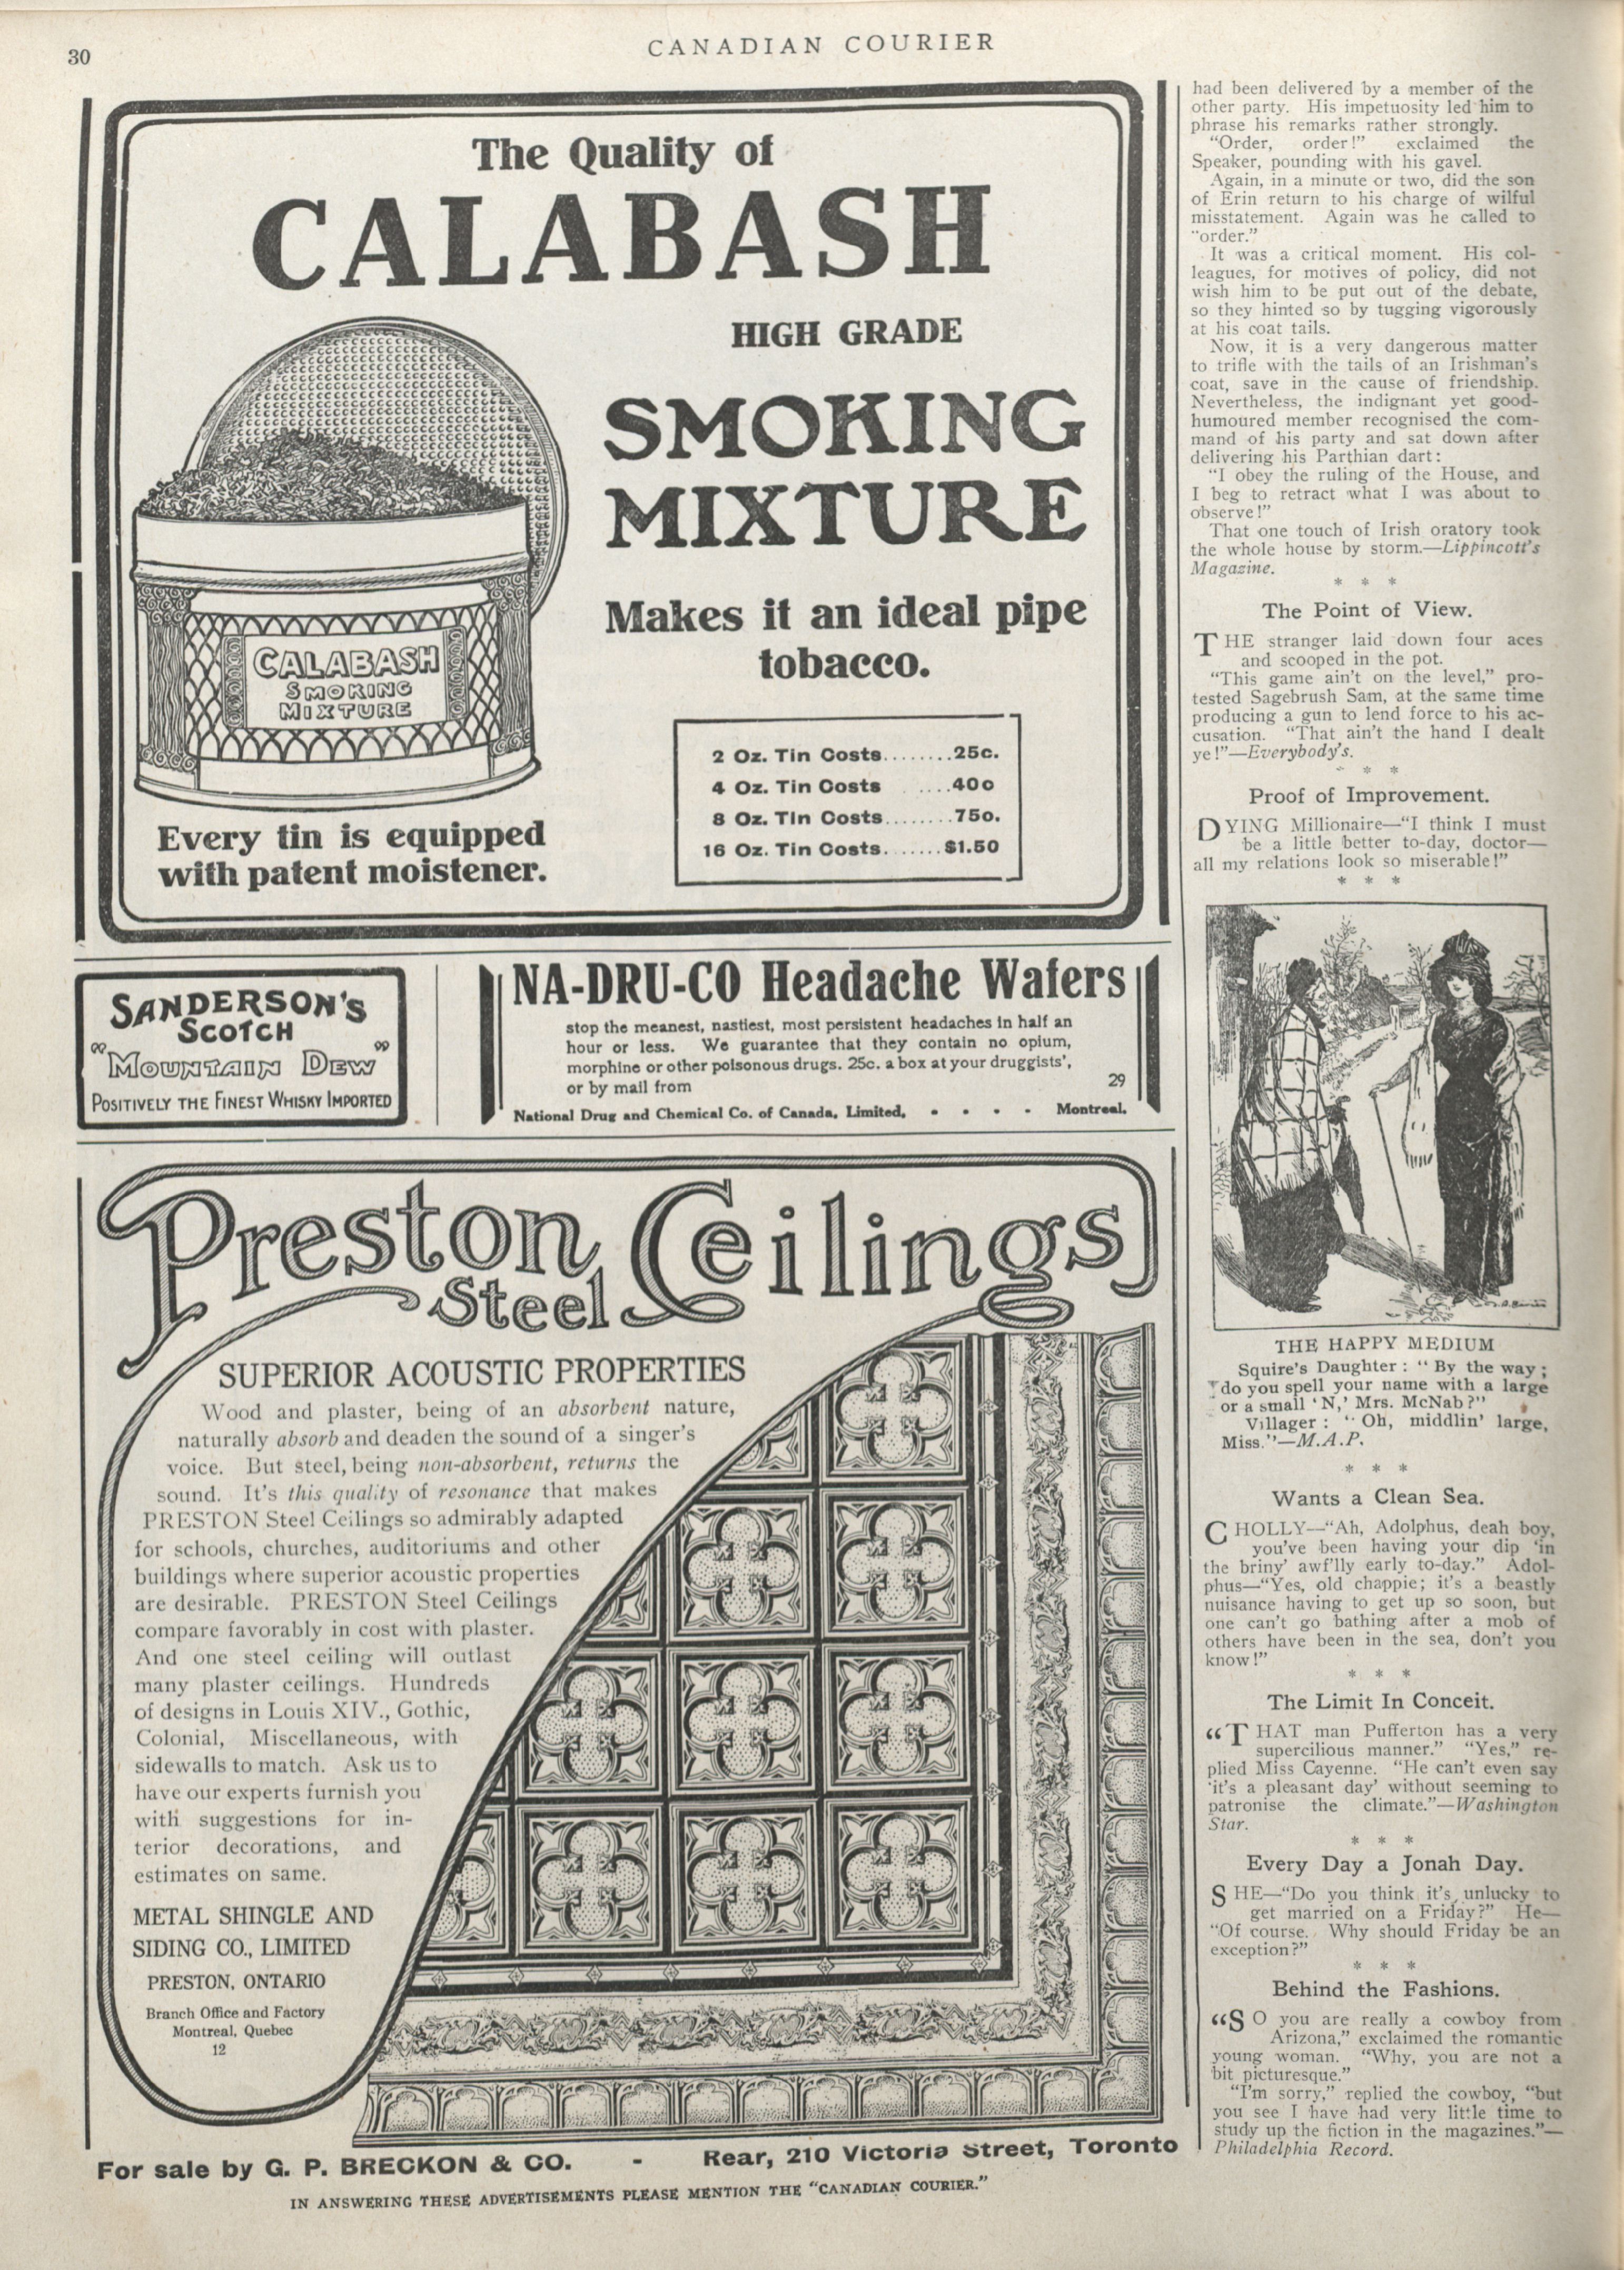 30
CANADIAN COURIER
The Quality of
CALABASH
HIGH GRADE
SMOKING
MIXTURE
Makes it an ideal pipe
tobacco.
CALABASH
SMOKING
MIXTURE
2 Oz. Tin Costs........25c.
4 Oz. Tin Costs ....40c
8 Oz. Tin Costs........75c.
16 Oz. Tin Costs.......$1.50
Every tin is equipped
with patent moistener.
SANDERSON'S
SCOTCH
"MOUNTAIN DEW"
POSITIVELY THE FINEST WHISKY IMPORTED
NA-DRU-CO Headache Wafers
stop the meanest, nastiest, most persistent headaches in half an
hour or less. We guarantee that they contain no opium,
morphine or other poisonous drugs. 25c. a box at your druggists',
or by mail from 29
National Drug and Chemical Co. of Canada, Limited, - - - - Montreal.
Preston Ceilings
Steel
SUPERIOR ACOUSTIC PROPERTIES
Wood and plaster, being of an absorbent nature,
naturally absorb and deaden the sound of a singer's
voice. But steel, being non-absorbent, returns the
sound. It's this quality of resonance that makes
PRESTON Steel Ceilings so admirably adapted
for schools, churches, auditoriums and other
buildings where superior acoustic properties
are desirable. PRESTON Steel Ceilings
compare favorably in cost with plaster.
And one steel ceiling will outlast
many plaster ceilings. Hundreds
of designs in Louis XIV., Gothic,
Colonial, Miscellaneous, with
sidewalls to match. Ask us to
have our experts furnish you
with suggestions for in-
terior decorations, and
estimates on same.
METAL SHINGLE AND
SIDING CO., LIMITED
PRESTON, ONTARIO
Branch Office and Factory
Montreal, Quebec
12
For sale by G. P. BRECKON & CO. - Rear, 210 Victoria Street, Toronto
IN ANSWERING THESE ADVERTISEMENTS PLEASE MENTION THE "CANADIAN COURIER."
had been delivered by a member of the
other party. His impetuosity led him to
phrase his remarks rather strongly.
"Order, order!" exclaimed the
Speaker, pounding with his gavel.
Again, in a minute or two, did the son
of Erin return to his charge of wilful
misstatement. Again was he called to
"order."
It was a critical moment. His col-
leagues, for motives of policy, did not
wish him to be put out of the debate,
so they hinted so by tugging vigorously
at his coat tails.
Now, it is a very dangerous matter
to trifle with the tails of an Irishman's
coat, save in the cause of friendship.
Nevertheless, the indignant yet good-
humoured member recognised the com-
mand of his party and sat down after
delivering his Parthian dart:
"I obey the ruling of the House, and
I beg to retract what I was about to
observe!"
That one touch of Irish oratory took
the whole house by storm.—Lippincott's
Magazine.
* * *
The Point of View.
THE stranger laid down four aces
and scooped in the pot.
"This game ain't on the level," pro-
tested Sagebrush Sam, at the same time
producing a gun to lend force to his ac-
cusation. "That ain't the hand I dealt
ye!"—Everybody's.
* * *
Proof of Improvement.
DYING Millionaire—"I think I must
be a little better to-day, doctor—
all my relations look so miserable!"
* * *
THE HAPPY MEDIUM
Squire's Daughter: "By the way;
do you spell your name with a large
or a small 'N,' Mrs. McNab?"
Villager: "Oh, middlin' large,
Miss."—M.A.P.
* * *
Wants a Clean Sea.
CHOLLY—"Ah, Adolphus, deah boy,
you've been having your dip 'in
the briny' awf'lly early to-day." Adol-
phus—"Yes, old chappie; it's a beastly
nuisance having to get up so soon, but
one can't go bathing after a mob of
others have been in the sea, don't you
know!"
* * *
The Limit In Conceit.
"THAT man Pufferton has a very
supercilious manner." "Yes," re-
plied Miss Cayenne. "He can't even say
'it's a pleasant day' without seeming to
patronise the climate."—Washington
Star.
* * *
Every Day a Jonah Day.
SHE—"Do you think it's unlucky to
get married on a Friday?" He—
"Of course. Why should Friday be an
exception?"
* * *
Behind the Fashions.
"SO you are really a cowboy from
Arizona," exclaimed the romantic
young woman. "Why, you are not a
bit picturesque."
"I'm sorry," replied the cowboy, "but
you see I have had very little time to
study up the fiction in the magazines."—
Philadelphia Record.